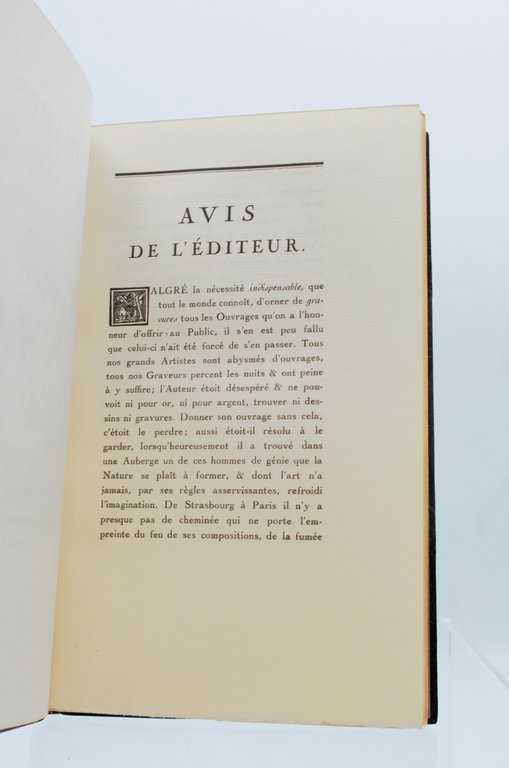 AVIS
DE L'ÉDITEUR.
MALGRÉ la nécessité indispensable, que
tout le monde connoît, d'orner de gra-
vures tous les Ouvrages qu'on a l'hon-
neur d'offrir au Public, il s'en est peu fallu
que celui-ci n'ait été forcé de s'en passer. Tous
nos grands Artistes sont abysmés d'ouvrages,
tous nos Graveurs percent les nuits & ont peine
à y suffire; l'Auteur étoit désespéré & ne pou-
voit ni pour or, ni pour argent, trouver ni des-
sins ni gravures. Donner son ouvrage sans cela,
c'étoit le perdre; aussi étoit-il résolu à le
garder, lorsqu'heureusement il a trouvé dans
une Auberge un de ces hommes de génie que la
Nature se plaît à former, & dont l'art n'a
jamais, par ses règles asservissantes, refroidi
l'imagination. De Strasbourg à Paris il n'y a
presque pas de cheminée qui ne porte l'em-
preinte du feu de ses compositions, de la fumée